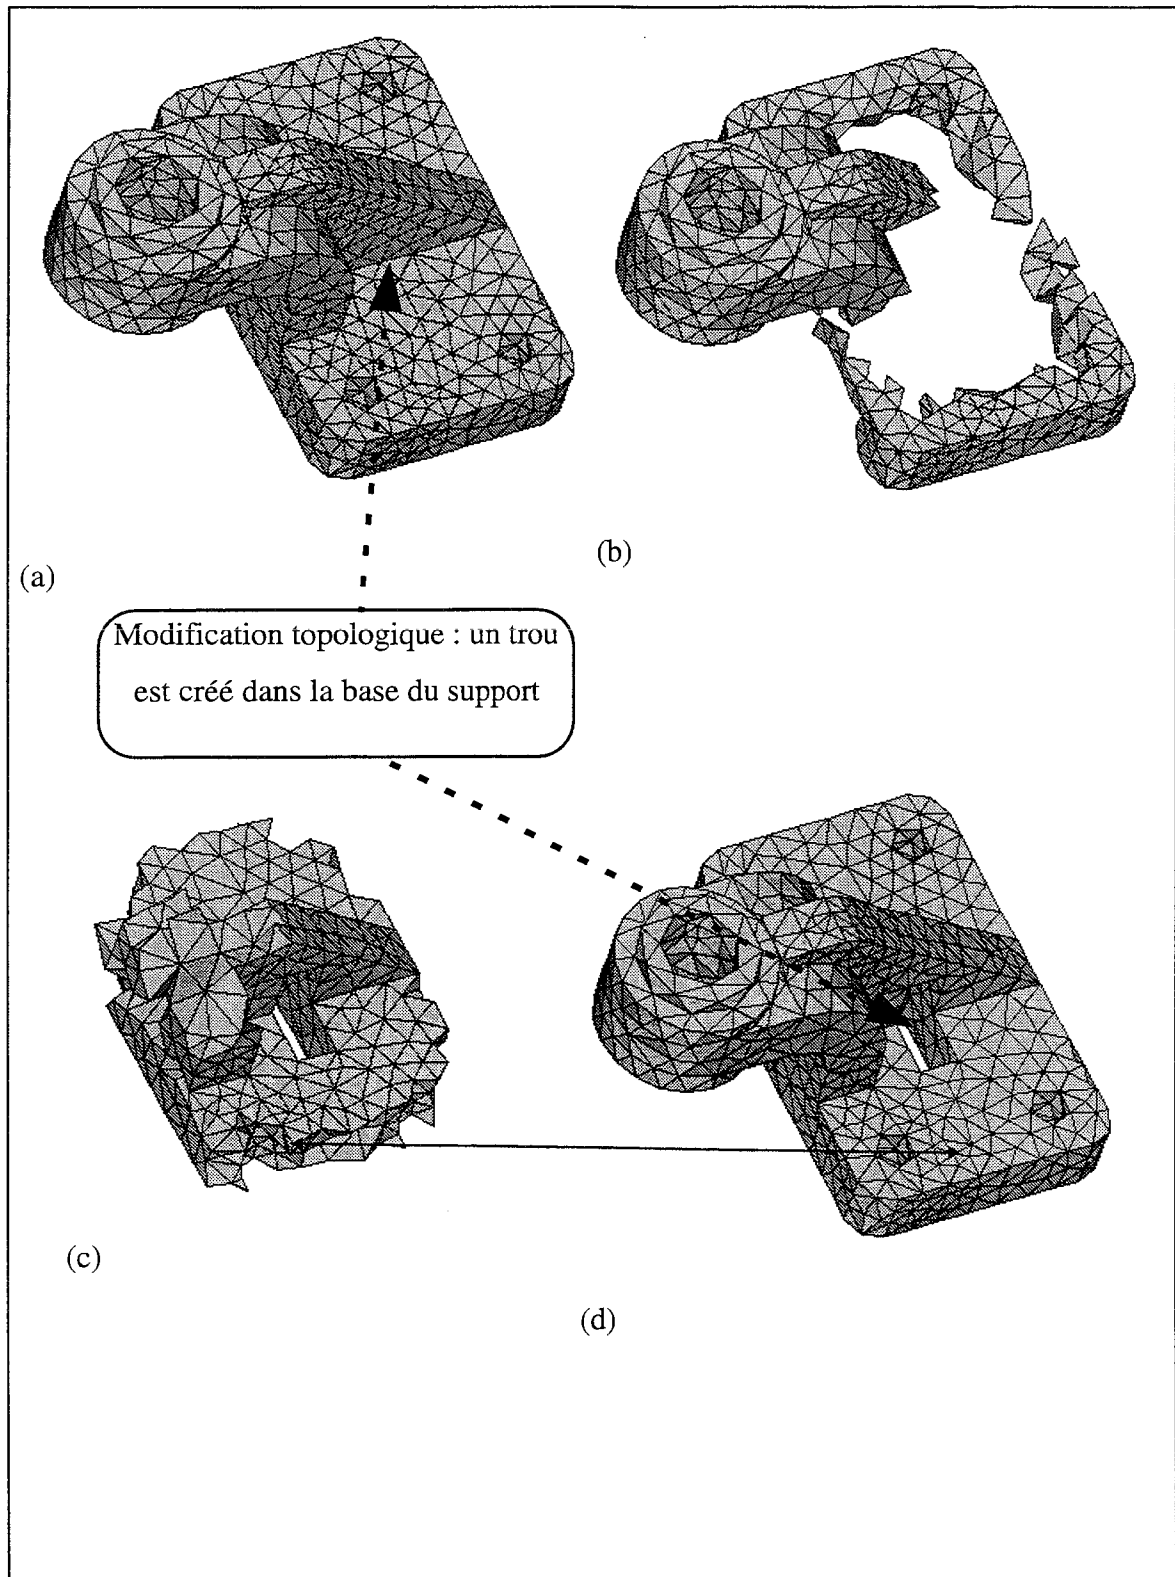 (a)
(b)
Modification topologique : un trou
est créé dans la base du support
(c)
(d)